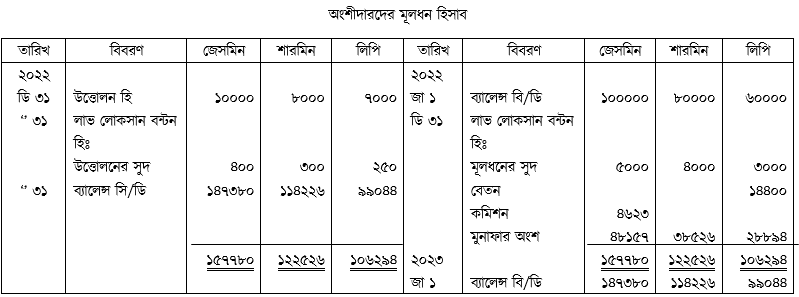 অংশীদারদের মূলধন হিসাব
তারিখ বিবরণ জেসমিন শারমিন লিপি তারিখ বিবরণ জেসমিন শারমিন লিপি
২০২২ ২০২২
ডি ৩১ উত্তোলন হি ১০০০০ ৮০০০ ৭০০০ জা ১ ব্যালেন্স বি/ডি ১০০০০০ ৮০০০০ ৬০০০০
“ ৩১ লাভ লোকসান বন্টন ডি ৩১ লাভ লোকসান বন্টন
হিঃ হিঃ
উত্তোলনের সুদ ৪০০ ৩০০ ২৫০ মূলধনের সুদ ৫০০০ ৪০০০ ৩০০০
“ ৩১ ব্যালেন্স সি/ডি ১৪৭৩৮০ ১১৪২২৬ ৯৯০৪৪ বেতন ১৪৪০০
কমিশন ৪৬২৩
মুনাফার অংশ ৪৮১৫৭ ৩৮৫২৬ ২৮৮৯৪
১৫৭৭৮০ ১২২৫২৬ ১০৬২৯৪ ২০২৩ ১৫৭৭৮০ ১২২৫২৬ ১০৬২৯৪
জা ১ ব্যালেন্স বি/ডি ১৪৭৩৮০ ১১৪২২৬ ৯৯০৪৪